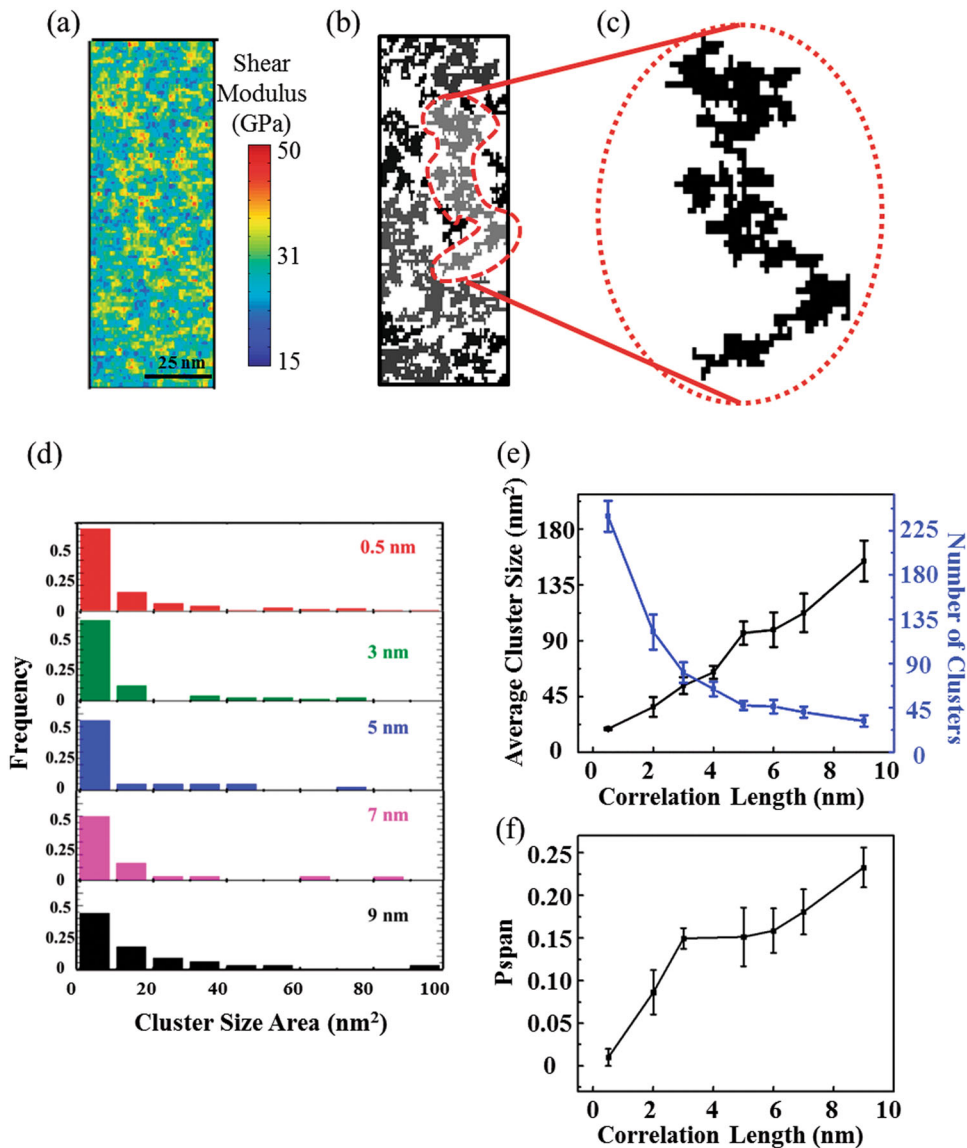 (a)
Shear
Modulus
(GPa)
50
31
15
25 nm
(b)
(c)
(d)
0.5 nm
0.5
0.25
0
3 nm
0.5
0.25
0
5 nm
0.5
0.25
0
7 nm
0.5
0.25
0
9 nm
0.5
0.25
0
Frequency
0 20 40 60 80 100
Cluster Size Area (nm²)
(e)
Average Cluster Size (nm²)
180
135
90
45
0
Number of Clusters
225
180
135
90
45
0
0 2 4 6 8 10
Correlation Length (nm)
(f)
Pspan
0.25
0.20
0.15
0.10
0.05
0
0 2 4 6 8 10
Correlation Length (nm)